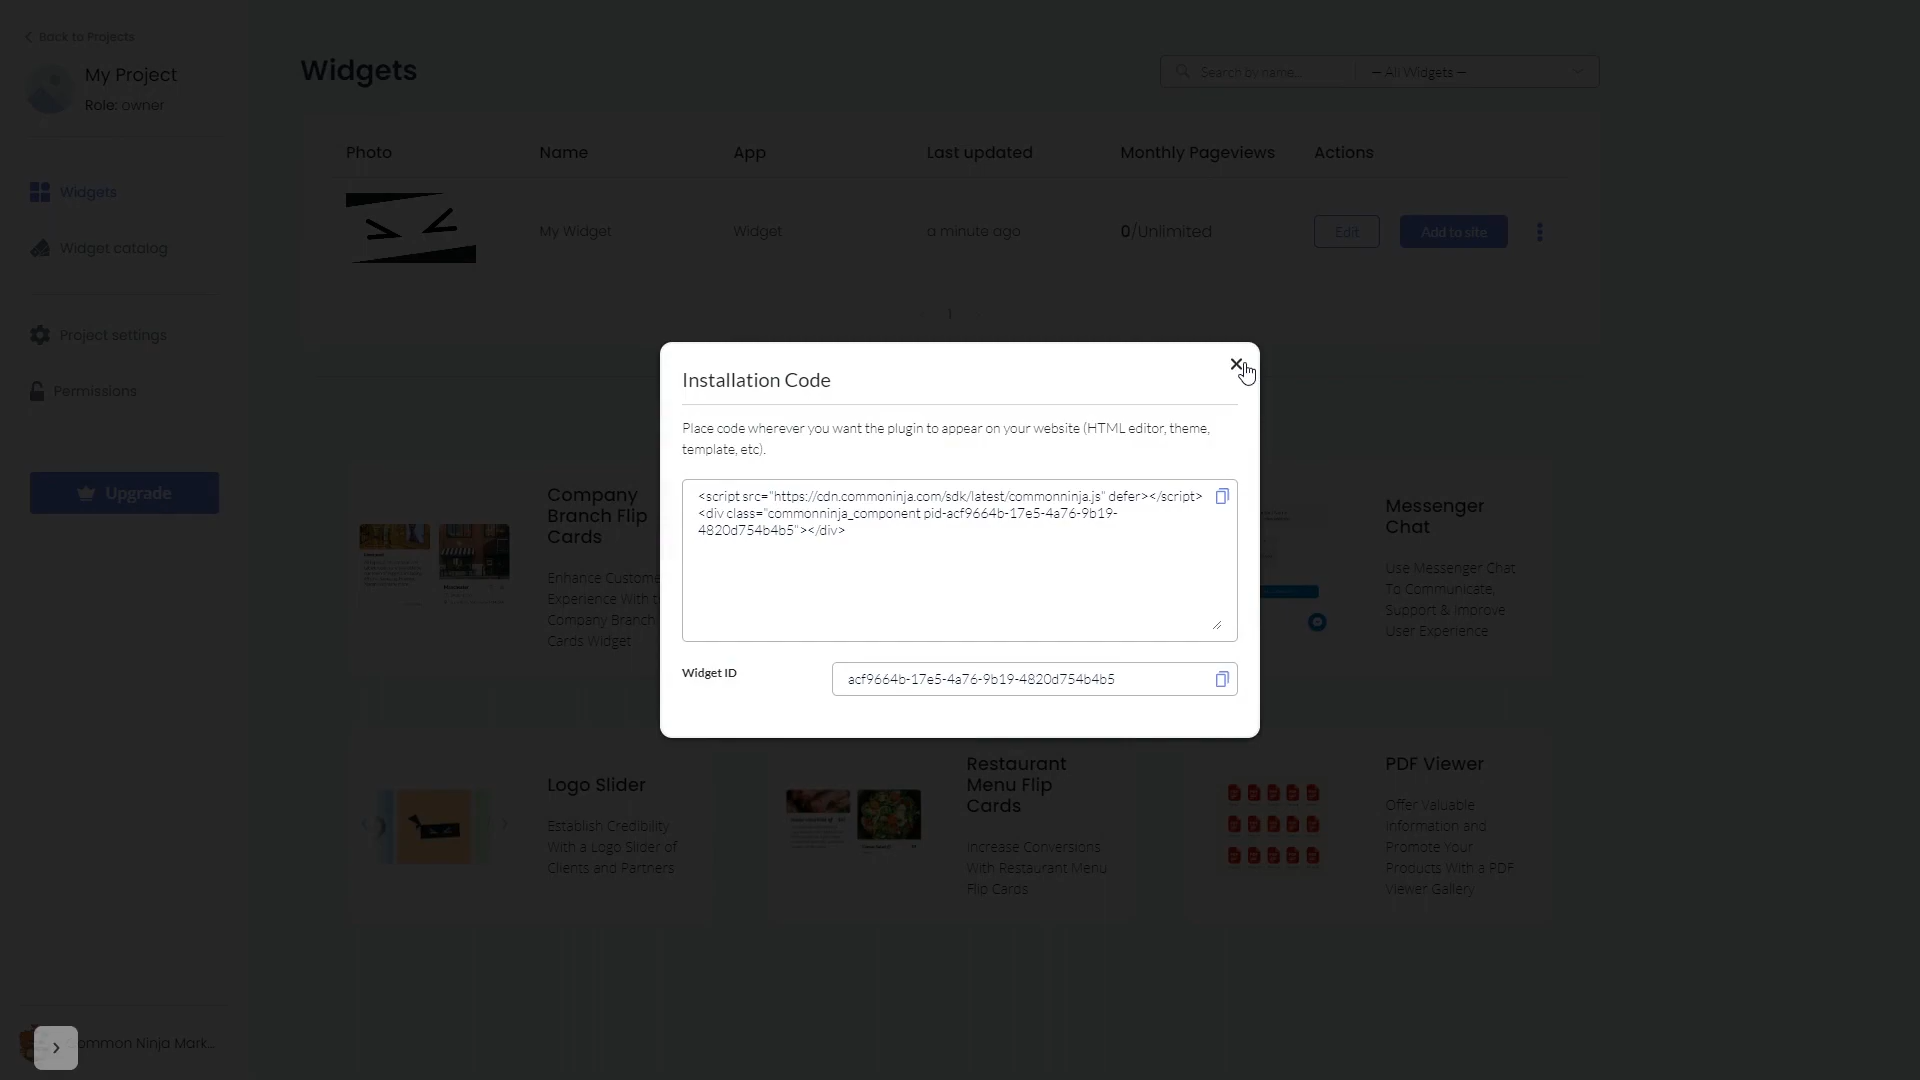 Back to Projects
My Project
Role: owner
Widgets
Widget catalog
Project settings
Permissions
Upgrade
Widgets
Search by name...
— All Widgets —
Photo
Name
App
Last updated
Monthly Pageviews
Actions
My Widget
Widget
a minute ago
0/Unlimited
Edit
Add to site
1
Installation Code
Place code wherever you want the plugin to appear on your website (HTML editor, theme,
template, etc).
<script src="https://cdn.commoninja.com/sdk/latest/commonninja.js" defer></script>
<div class="commonninja_component pid-acf9664b-17e5-4a76-9b19-
4820d754b4b5"></div>
Widget ID
acf9664b-17e5-4a76-9b19-4820d754b4b5
Company
Branch Flip
Cards
Enhance Custome
Experience With
Company Branch
Cards Widget
Messenger
Chat
Use Messenger Chat
To Communicate,
Support & Improve
User Experience
Logo Slider
Establish Credibility
With a Logo Slider of
Clients and Partners
Restaurant
Menu Flip
Cards
Increase Conversions
With Restaurant Menu
Flip Cards
PDF Viewer
Offer Valuable
Information and
Promote Your
Products With a PDF
Viewer Gallery
ommon Ninja Mark...